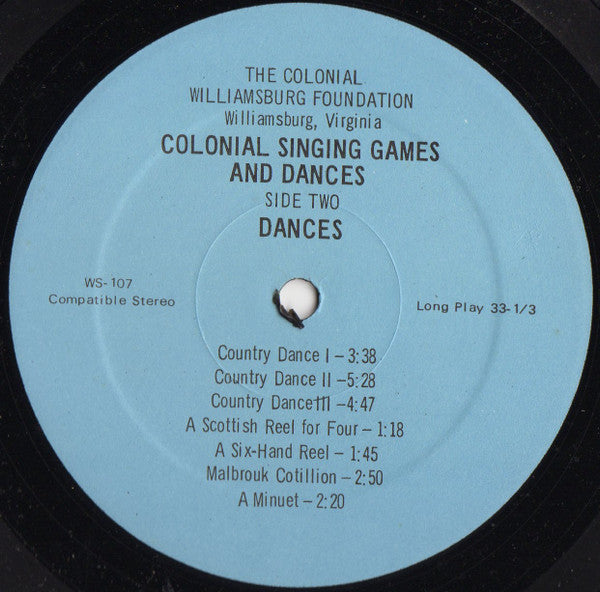 THE COLONIAL
WILLIAMSBURG FOUNDATION
Williamsburg, Virginia
COLONIAL SINGING GAMES
AND DANCES
SIDE TWO
DANCES
WS-107
Compatible Stereo
Long Play 33-1/3
Country Dance I – 3:38
Country Dance II –5:28
Country Dance III –4:47
A Scottish Reel for Four – 1:18
A Six-Hand Reel – 1:45
Malbrouk Cotillion – 2:50
A Minuet – 2:20